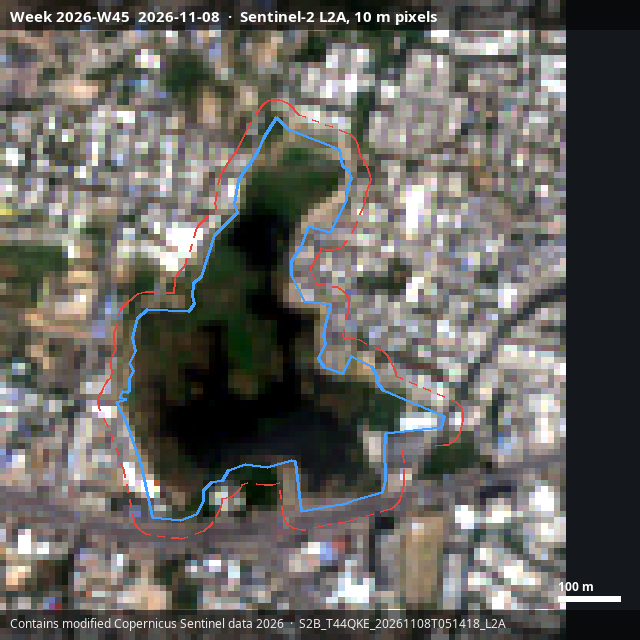 Week 2026-W45  2026-11-08  ·  Sentinel-2 L2A, 10 m pixels
100 m
Contains modified Copernicus Sentinel data 2026  ·  S2B_T44QKE_20261108T051418_L2A